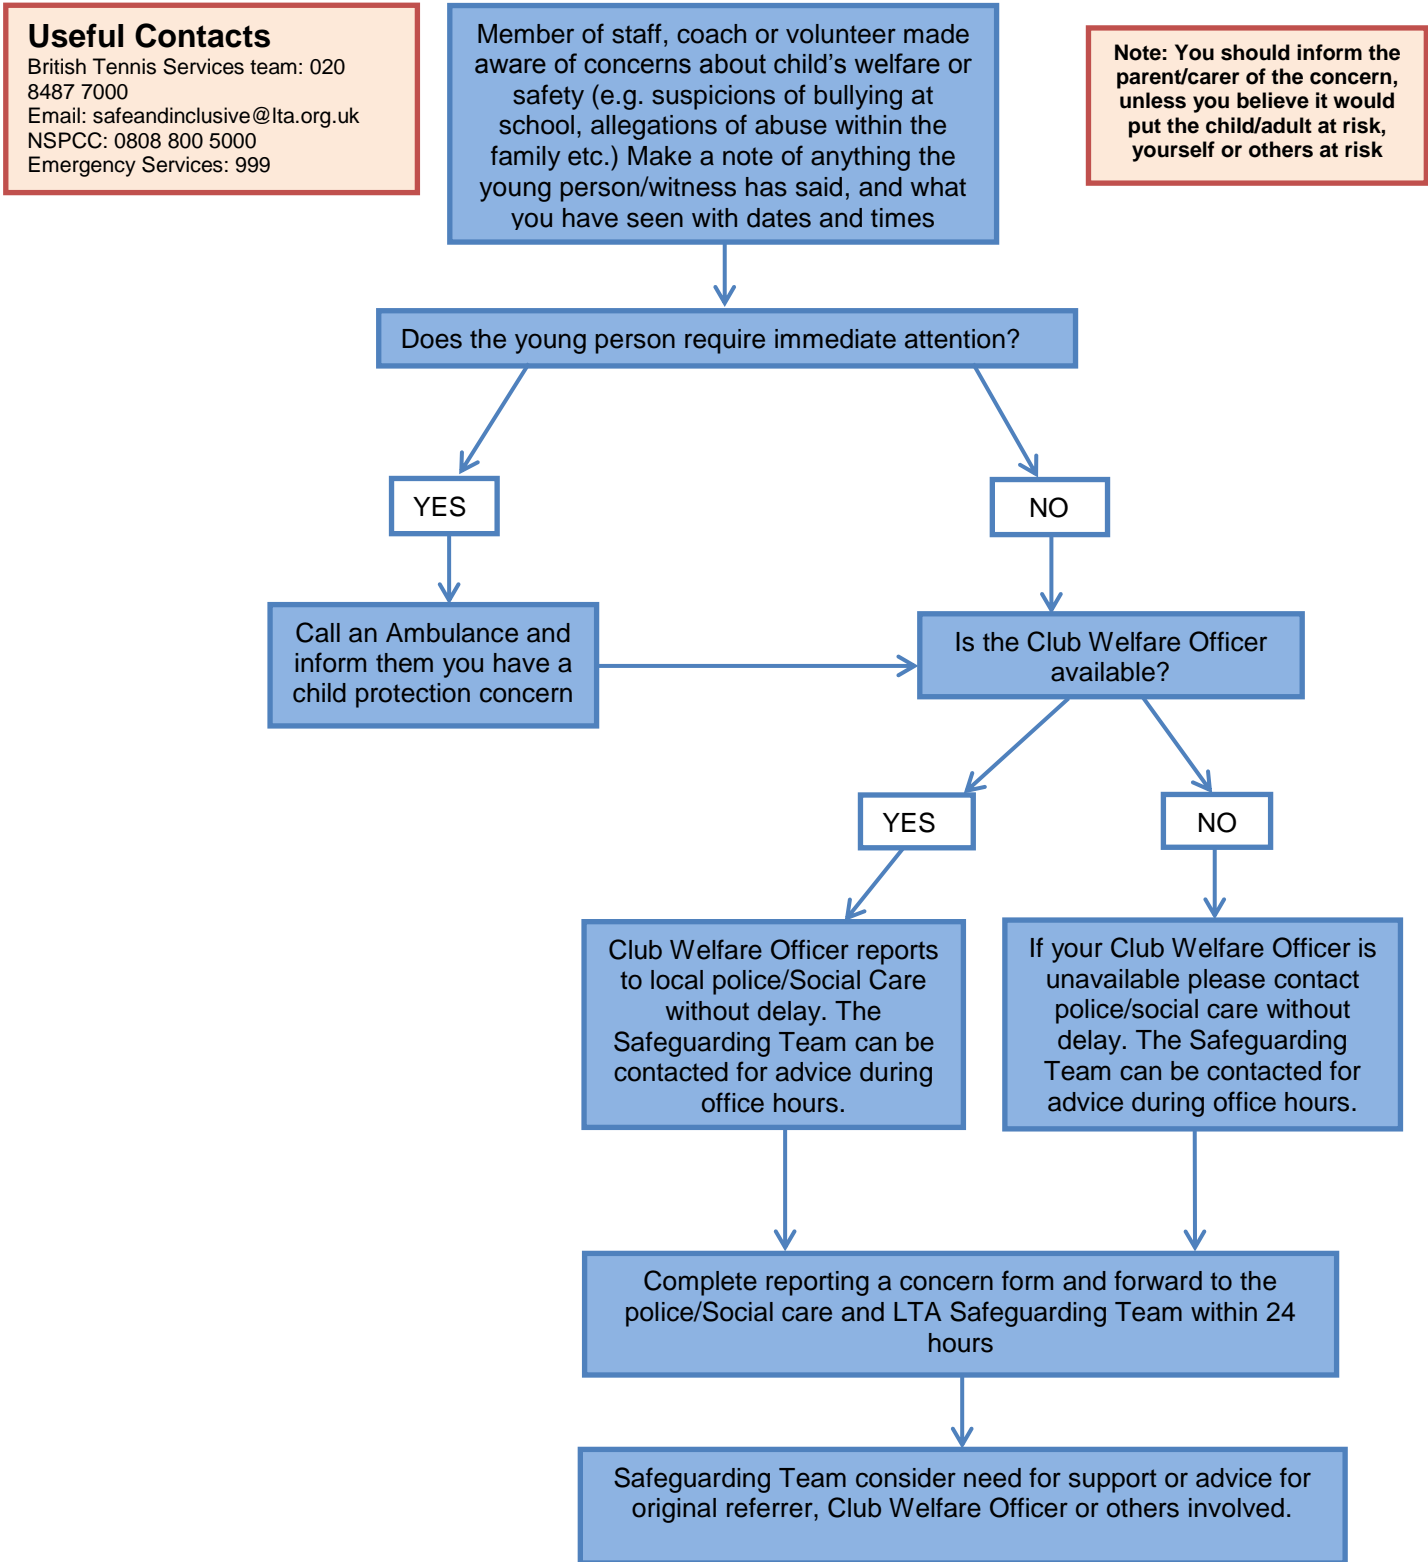 Useful Contacts
British Tennis Services team: 020
8487 7000
Email: safeandinclusive@lta.org.uk
NSPCC: 0808 800 5000
Emergency Services: 999
Member of staff, coach or volunteer made
aware of concerns about child’s welfare or
safety (e.g. suspicions of bullying at
school, allegations of abuse within the
family etc.) Make a note of anything the
young person/witness has said, and what
you have seen with dates and times
Note: You should inform the
parent/carer of the concern,
unless you believe it would
put the child/adult at risk,
yourself or others at risk
Does the young person require immediate attention?
YES
NO
Call an Ambulance and
inform them you have a
child protection concern
Is the Club Welfare Officer
available?
YES
NO
Club Welfare Officer reports
to local police/Social Care
without delay. The
Safeguarding Team can be
contacted for advice during
office hours.
If your Club Welfare Officer is
unavailable please contact
police/social care without
delay. The Safeguarding
Team can be contacted for
advice during office hours.
Complete reporting a concern form and forward to the
police/Social care and LTA Safeguarding Team within 24
hours
Safeguarding Team consider need for support or advice for
original referrer, Club Welfare Officer or others involved.